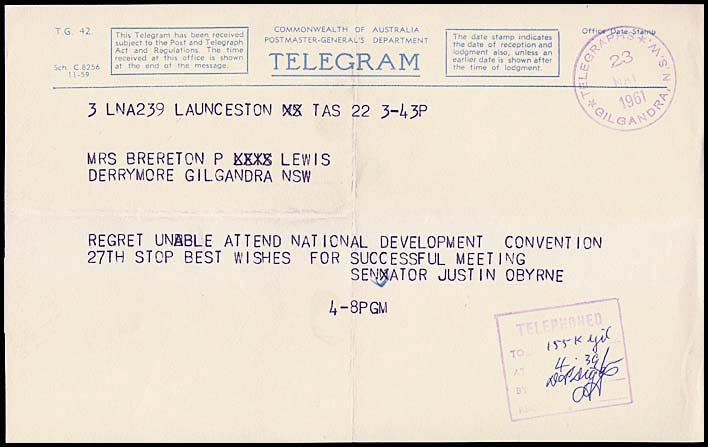 T.G. 42.
Sch. C.8256
11-59
This Telegram has been received
subject to the Post and Telegraph
Act and Regulations. The time
received at this office is shown
at the end of the message.
COMMONWEALTH OF AUSTRALIA
POSTMASTER-GENERAL'S DEPARTMENT
TELEGRAM
The date stamp indicates
the date of reception and
lodgment also, unless an
earlier date is shown after
the time of lodgment.
Office Date Stamp
TELEGRAPHS
23
1961
GILGANDRA, N.S.W.
3 LNA239 LAUNCESTON XX TAS 22 3-43P
MRS BRERETON P XXXX LEWIS
DERRYMORE GILGANDRA NSW
REGRET UNABLE ATTEND NATIONAL DEVELOPMENT CONVENTION
27TH STOP BEST WISHES FOR SUCCESSFUL MEETING
SENXATOR JUSTIN OBYRNE
4-8PGM
TELEPHONED
TO 155K gil
AT 4.39
BY